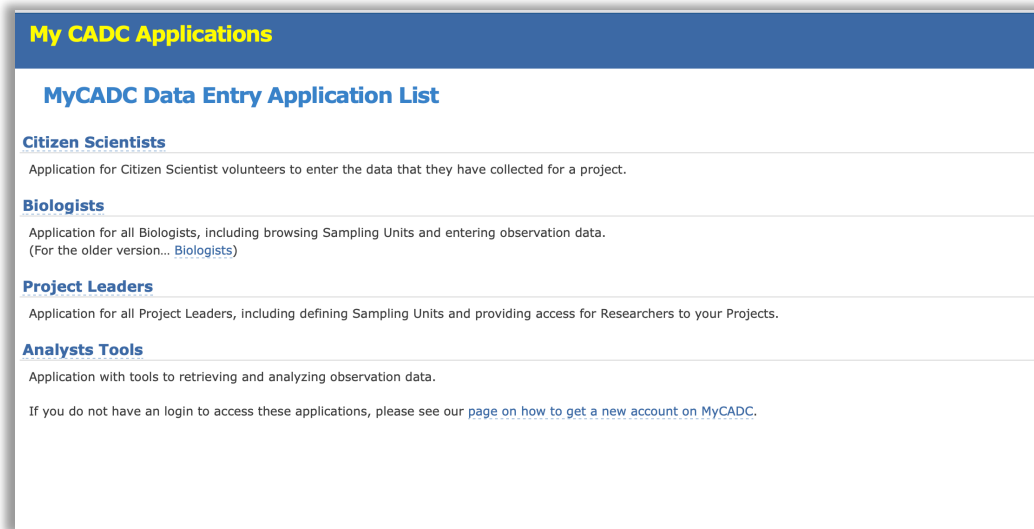 My CADC Applications
MyCADC Data Entry Application List
Citizen Scientists
Application for Citizen Scientist volunteers to enter the data that they have collected for a project.
Biologists
Application for all Biologists, including browsing Sampling Units and entering observation data.
(For the older version... Biologists)
Project Leaders
Application for all Project Leaders, including defining Sampling Units and providing access for Researchers to your Projects.
Analysts Tools
Application with tools to retrieving and analyzing observation data.
If you do not have an login to access these applications, please see our page on how to get a new account on MyCADC.